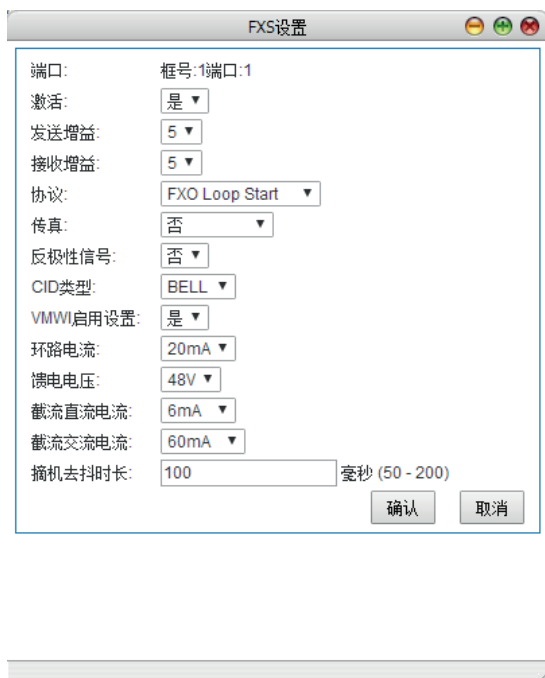 FXS设置
端口: 框号:1端口:1
激活: 是
发送增益: 5
接收增益: 5
协议: FXO Loop Start
传真: 否
反极性信号: 否
CID类型: BELL
VMWI启用设置: 是
环路电流: 20mA
馈电电压: 48V
截流直流电流: 6mA
截流交流电流: 60mA
摘机去抖时长: 100 毫秒 (50 - 200)
确认 取消